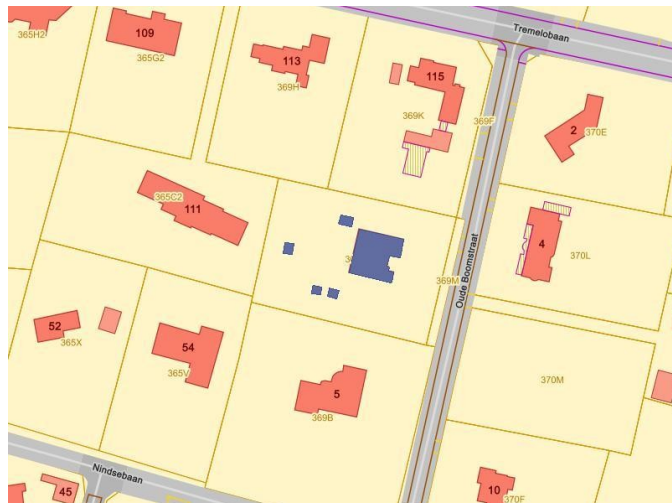 365H2
109
365G2
Tremelobaan
113
369H
115
369K
369F
2
370E
365C2
111
4
370L
369M
Oude Boomstraat
52
365X
54
365V
5
369B
370M
Nindsebaan
45
10
370F